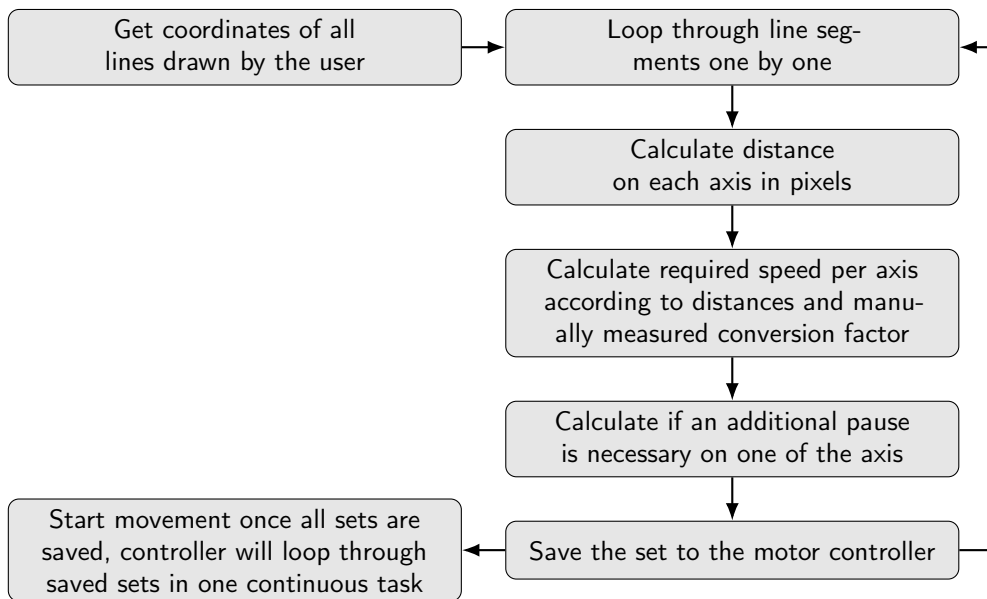 Get coordinates of all
lines drawn by the user
Loop through line seg-
ments one by one
Calculate distance
on each axis in pixels
Calculate required speed per axis
according to distances and manu-
ally measured conversion factor
Calculate if an additional pause
is necessary on one of the axis
Save the set to the motor controller
Start movement once all sets are
saved, controller will loop through
saved sets in one continuous task